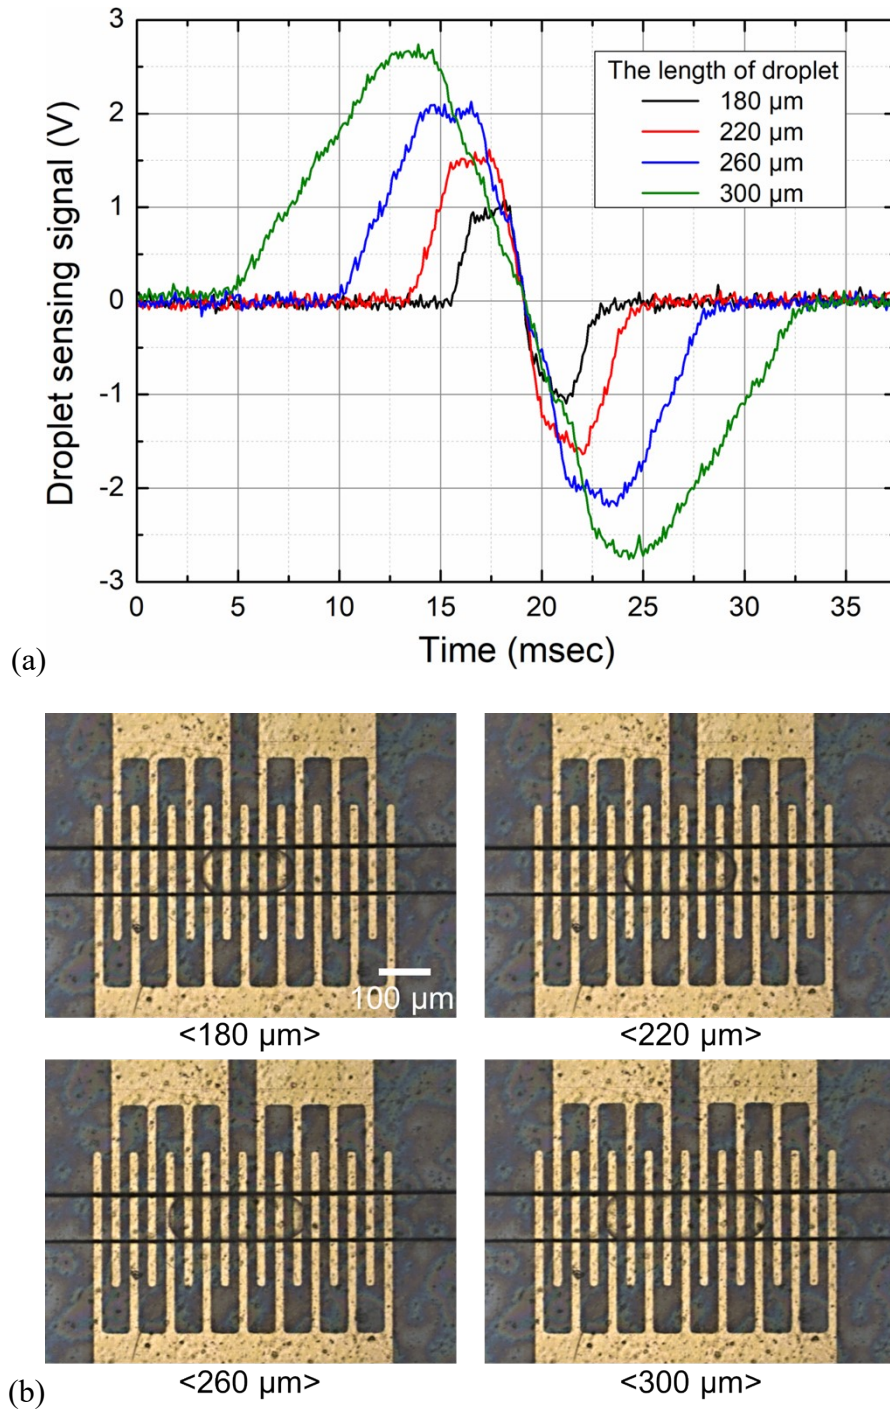 3
2
1
0
-1
-2
-3
Droplet sensing signal (V)
The length of droplet
180 µm
220 µm
260 µm
300 µm
0 5 10 15 20 25 30 35
Time (msec)
(a)
100 µm
<180 µm> <220 µm>
<260 µm> <300 µm>
(b)